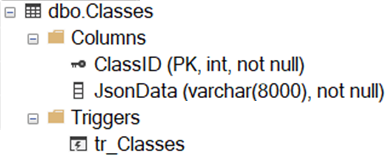 dbo.Classes
Columns
ClassID (PK, int, not null)
JsonData (varchar(8000), not null)
Triggers
tr_Classes